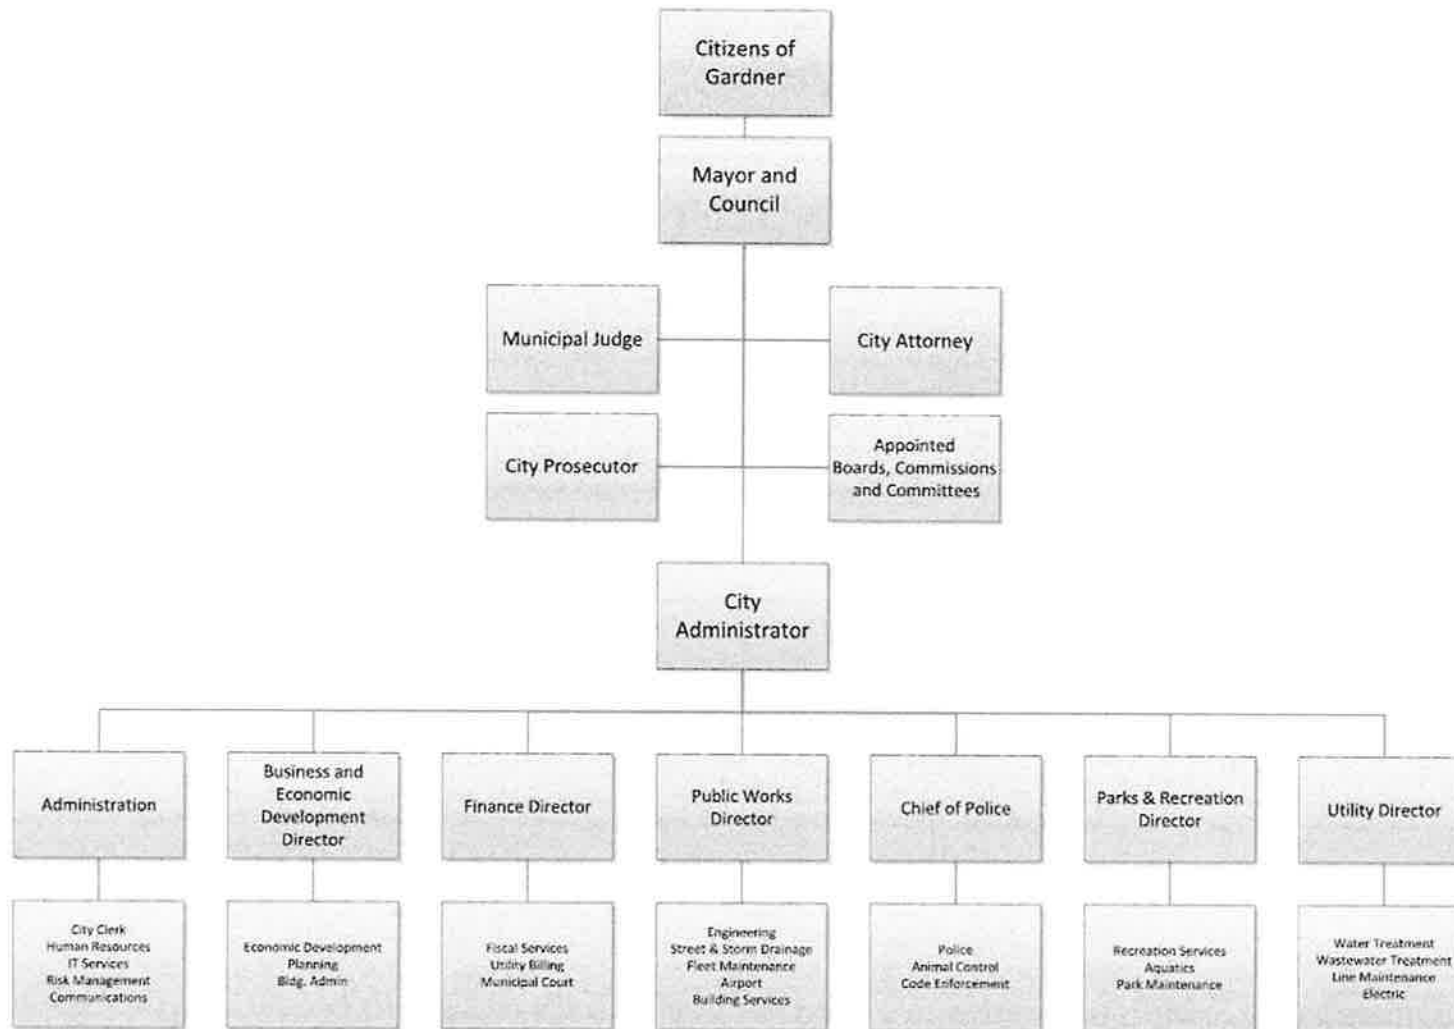 Citizens of
Gardner
Mayor and
Council
Municipal Judge
City Attorney
City Prosecutor
Appointed
Boards, Commissions
and Committees
City
Administrator
Administration
Business and
Economic
Development
Director
Finance Director
Public Works
Director
Chief of Police
Parks & Recreation
Director
Utility Director
City Clerk
Human Resources
IT Services
Risk Management
Communications
Economic Development
Planning
Bldg. Admin
Fiscal Services
Utility Billing
Municipal Court
Engineering
Street & Storm Drainage
Fleet Maintenance
Airport
Building Services
Police
Animal Control
Code Enforcement
Recreation Services
Aquatics
Park Maintenance
Water Treatment
Wastewater Treatment
Line Maintenance
Electric